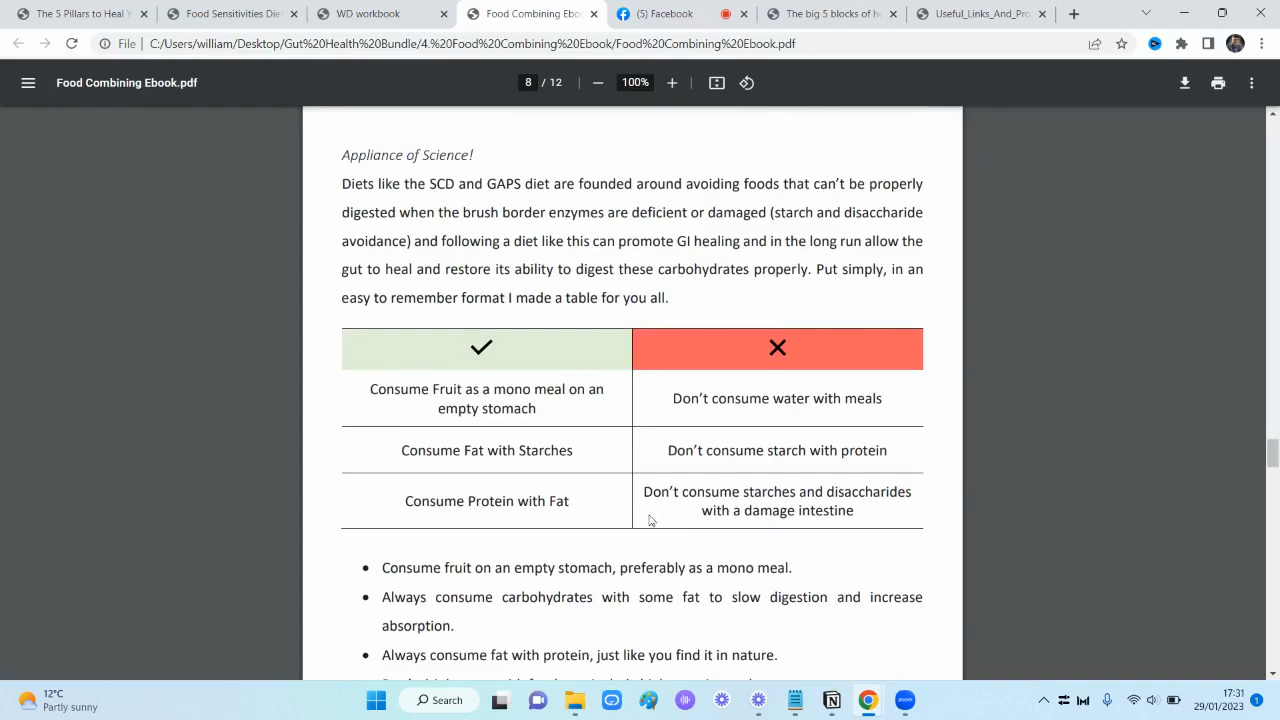 The 5 Pillars to Heal Y
Food Sensitivities Die
WD workbook
Food Combining Ebo
(5) Facebook
The big 5 blocks of he
Useful_Links_And_Pro
File
C:/Users/william/Desktop/Gut%20Health%20Bundle/4.%20Food%20Combining%20Ebook/Food%20Combining%20Ebook.pdf
Food Combining Ebook.pdf
8 / 12
100%
Appliance of Science!
Diets like the SCD and GAPS diet are founded around avoiding foods that can't be properly
digested when the brush border enzymes are deficient or damaged (starch and disaccharide
avoidance) and following a diet like this can promote GI healing and in the long run allow the
gut to heal and restore its ability to digest these carbohydrates properly. Put simply, in an
easy to remember format I made a table for you all.
Consume Fruit as a mono meal on an
empty stomach
Don't consume water with meals
Consume Fat with Starches
Don't consume starch with protein
Consume Protein with Fat
Don't consume starches and disaccharides
with a damage intestine
• Consume fruit on an empty stomach, preferably as a mono meal.
• Always consume carbohydrates with some fat to slow digestion and increase
absorption.
• Always consume fat with protein, just like you find it in nature.
12°C
Partly sunny
Search
17:31
29/01/2023
1